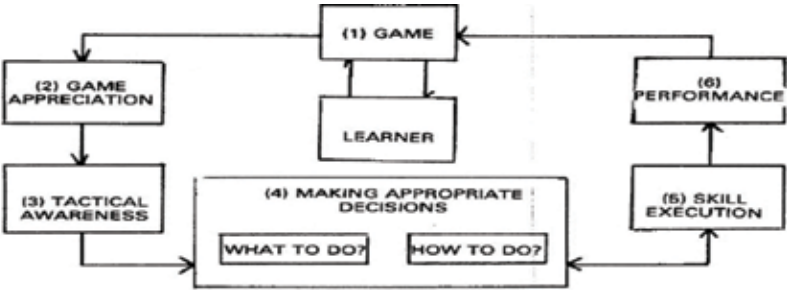 (1) GAME
(2) GAME
APPRECIATION
LEARNER
(6)
PERFORMANCE
(3) TACTICAL
AWARENESS
(4) MAKING APPROPRIATE
DECISIONS
WHAT TO DO?
HOW TO DO?
(5) SKILL
EXECUTION